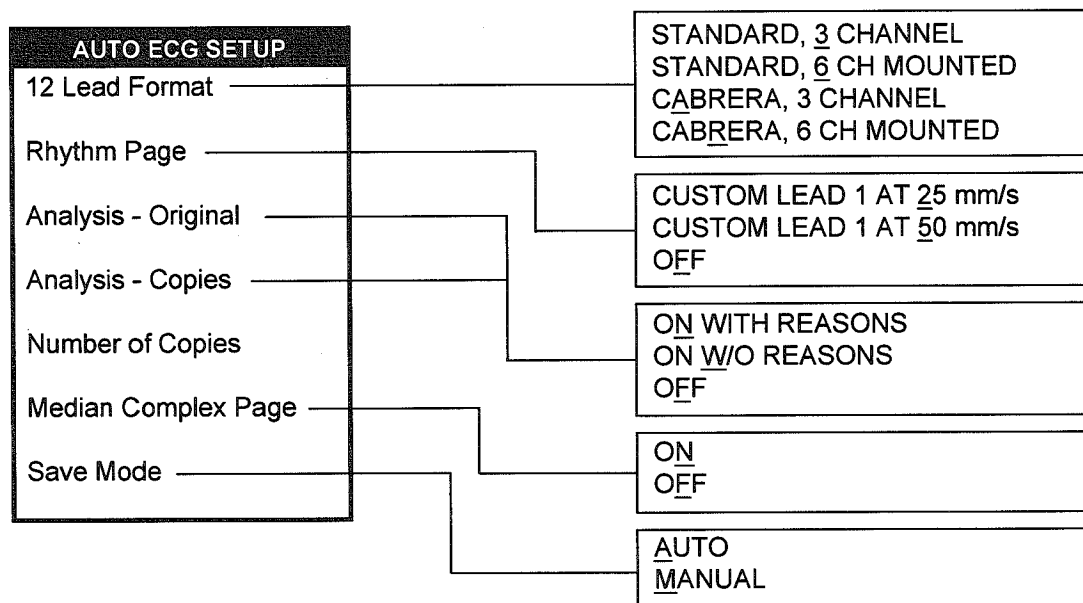 AUTO ECG SETUP
12 Lead Format
Rhythm Page
Analysis - Original
Analysis - Copies
Number of Copies
Median Complex Page
Save Mode
STANDARD, 3 CHANNEL
STANDARD, 6 CH MOUNTED
CABRERA, 3 CHANNEL
CABRERA, 6 CH MOUNTED
CUSTOM LEAD 1 AT 25 mm/s
CUSTOM LEAD 1 AT 50 mm/s
OFF
ON WITH REASONS
ON W/O REASONS
OFF
ON
OFF
AUTO
MANUAL